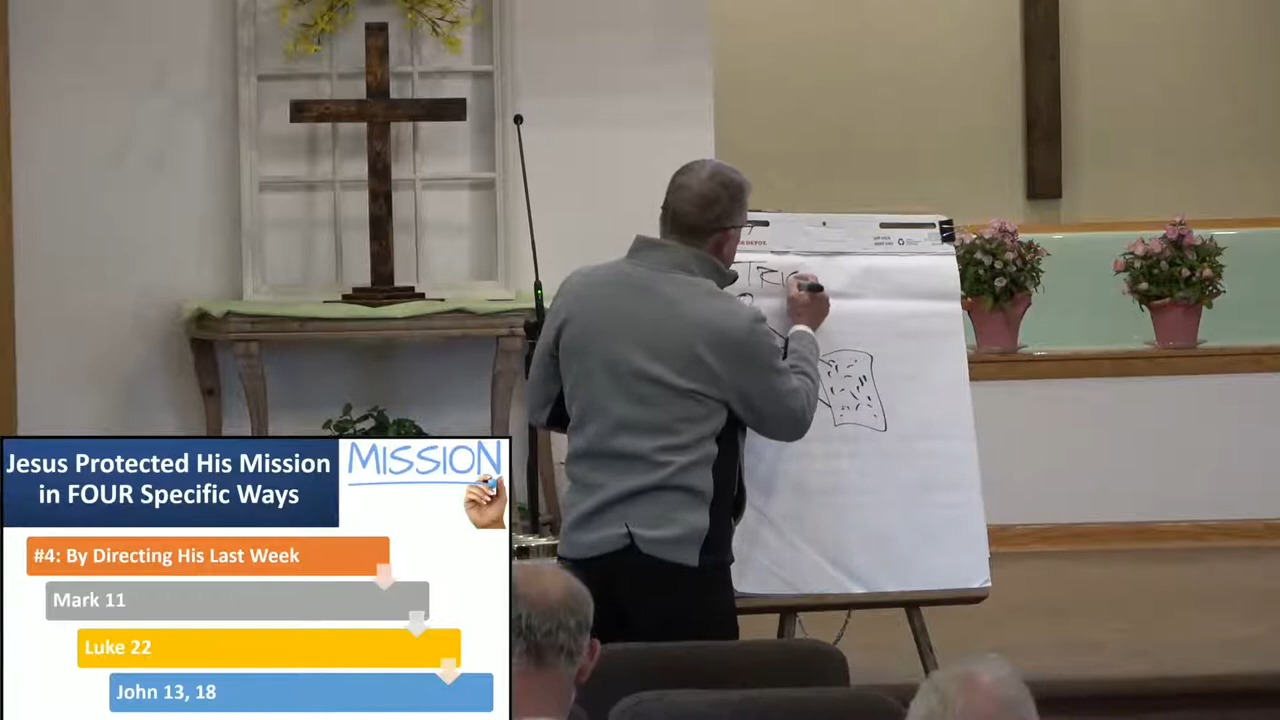 TRIC
Jesus Protected His Mission
in FOUR Specific Ways
MISSION
#4: By Directing His Last Week
Mark 11
Luke 22
John 13, 18